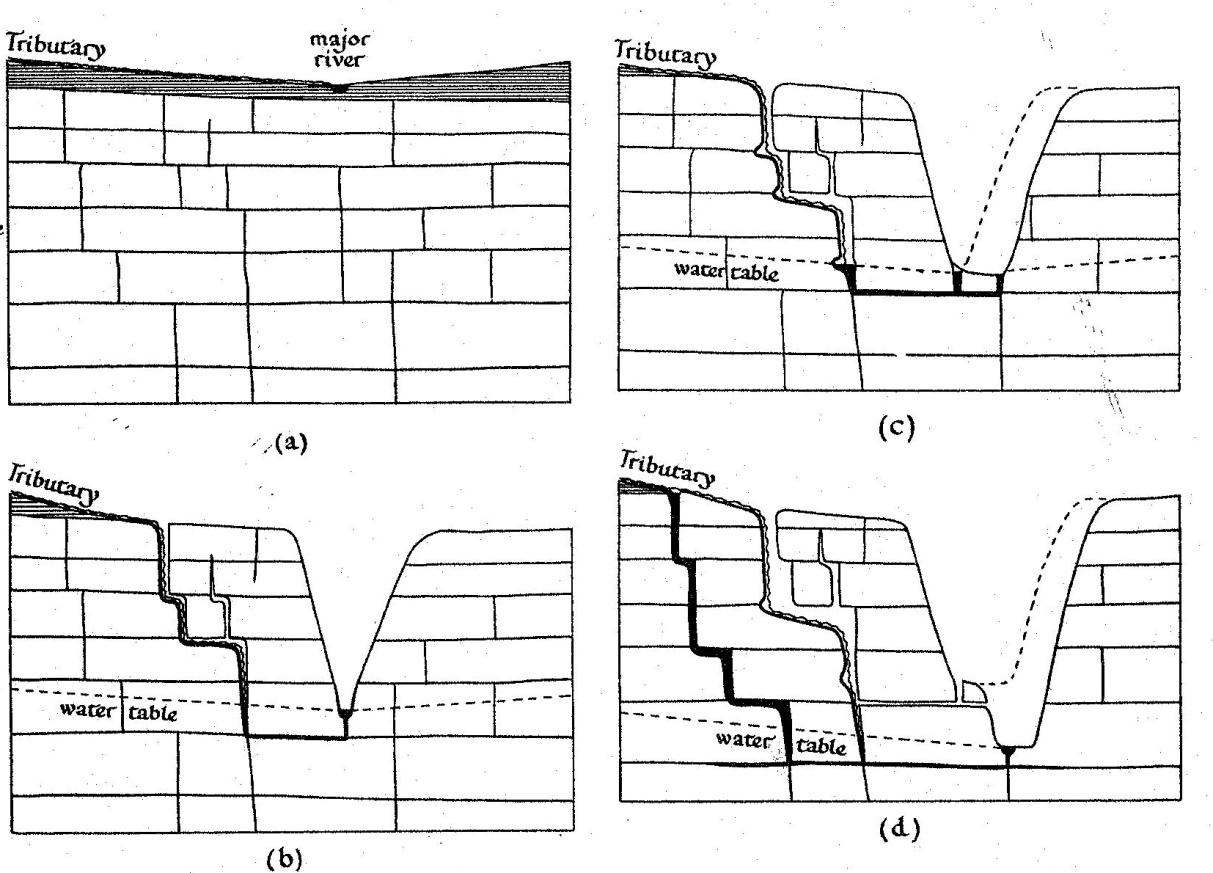 Tributary
major
river
(a)
Tributary
water table
(b)
Tributary
water table
(c)
Tributary
water table
(d)